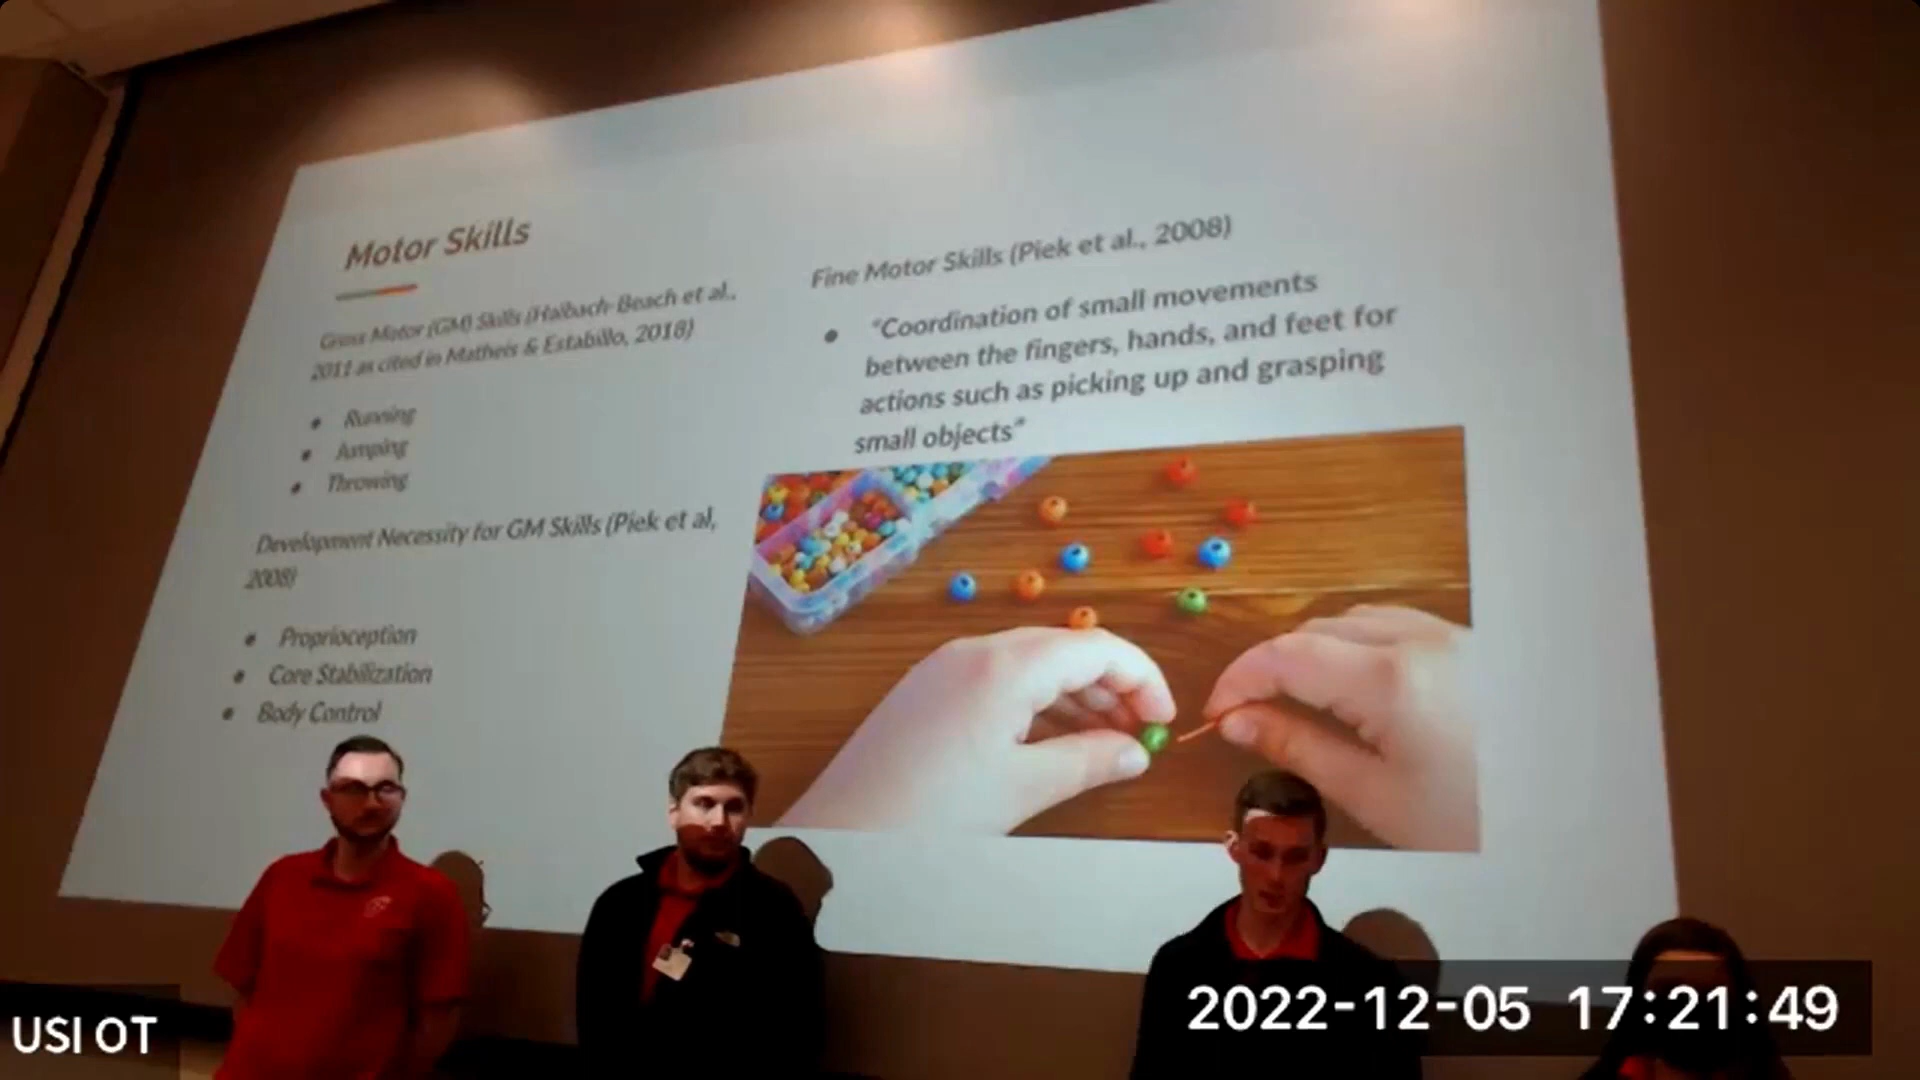 Motor Skills
Gross Motor (GM) Skills (Haibach-Beach et al.,
2011 as cited in Matheis & Estabillo, 2018)
● Running
● Jumping
● Throwing
Development Necessity for GM Skills (Piek et al,
2008)
● Proprioception
● Core Stabilization
● Body Control
Fine Motor Skills (Piek et al., 2008)
● “Coordination of small movements
between the fingers, hands, and feet for
actions such as picking up and grasping
small objects”
USI OT
2022-12-05 17:21:49